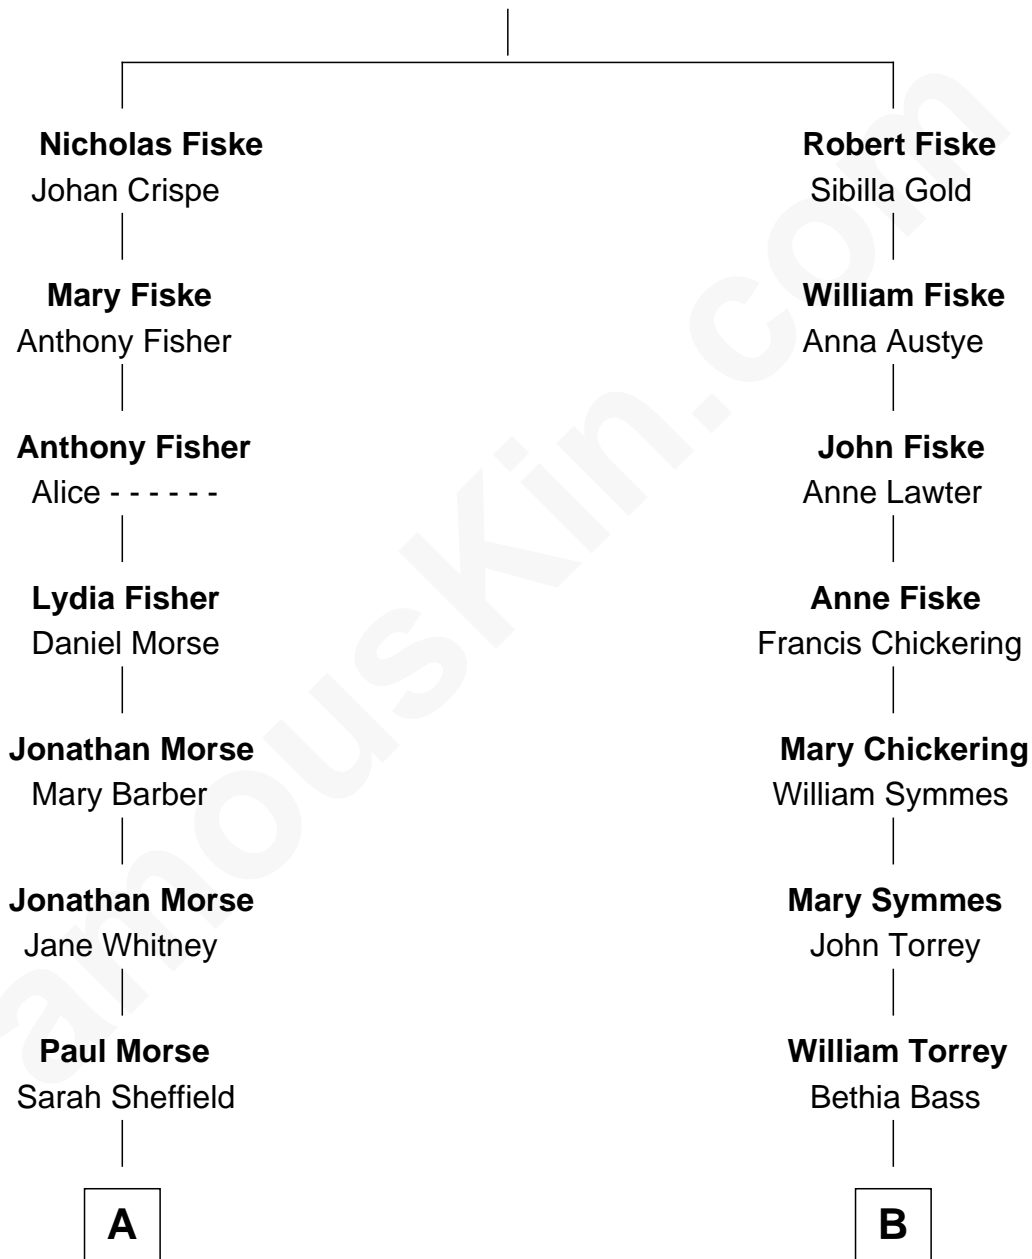 Nicholas Fiske
Johan Crispe
Mary Fiske
Anthony Fisher
Anthony Fisher
Alice - - - - - -
Lydia Fisher
Daniel Morse
Jonathan Morse
Mary Barber
Jonathan Morse
Jane Whitney
Paul Morse
Sarah Sheffield
A
Robert Fiske
Sibilla Gold
William Fiske
Anna Austye
John Fiske
Anne Lawter
Anne Fiske
Francis Chickering
Mary Chickering
William Symmes
Mary Symmes
John Torrey
William Torrey
Bethia Bass
B
amousKin.com